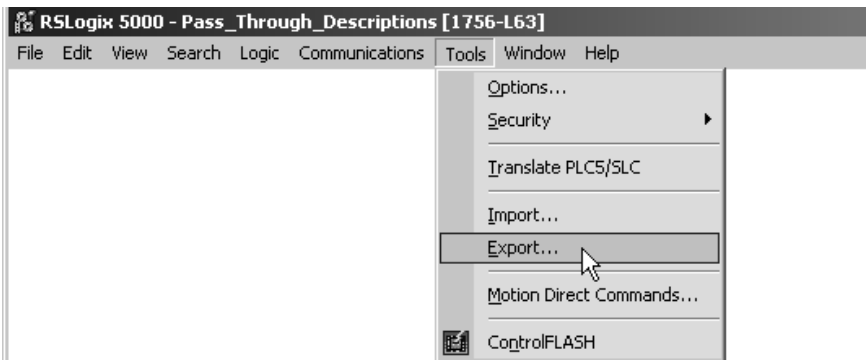 RSLogix 5000 - Pass_Through_Descriptions [1756-L63]
File Edit View Search Logic Communications Tools Window Help
Options...
Security
Translate PLC5/SLC
Import...
Export...
Motion Direct Commands...
ControlFLASH